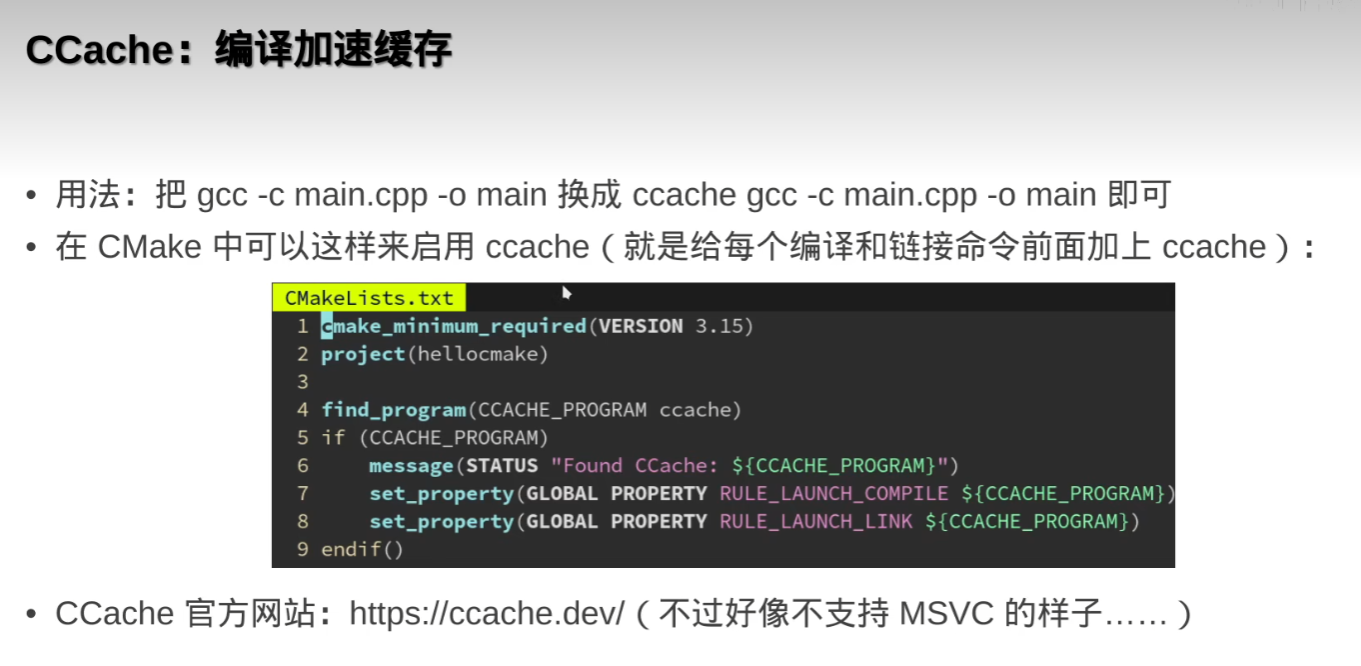 CCache：编译加速缓存
• 用法：把 gcc -c main.cpp -o main 换成 ccache gcc -c main.cpp -o main 即可
• 在 CMake 中可以这样来启用 ccache（就是给每个编译和链接命令前面加上 ccache）：
CMakeLists.txt
1 cmake_minimum_required(VERSION 3.15)
2 project(hellocmake)
3
4 find_program(CCACHE_PROGRAM ccache)
5 if (CCACHE_PROGRAM)
6     message(STATUS "Found CCache: ${CCACHE_PROGRAM}")
7     set_property(GLOBAL PROPERTY RULE_LAUNCH_COMPILE ${CCACHE_PROGRAM})
8     set_property(GLOBAL PROPERTY RULE_LAUNCH_LINK ${CCACHE_PROGRAM})
9 endif()
• CCache 官方网站：https://ccache.dev/（不过好像不支持 MSVC 的样子……）